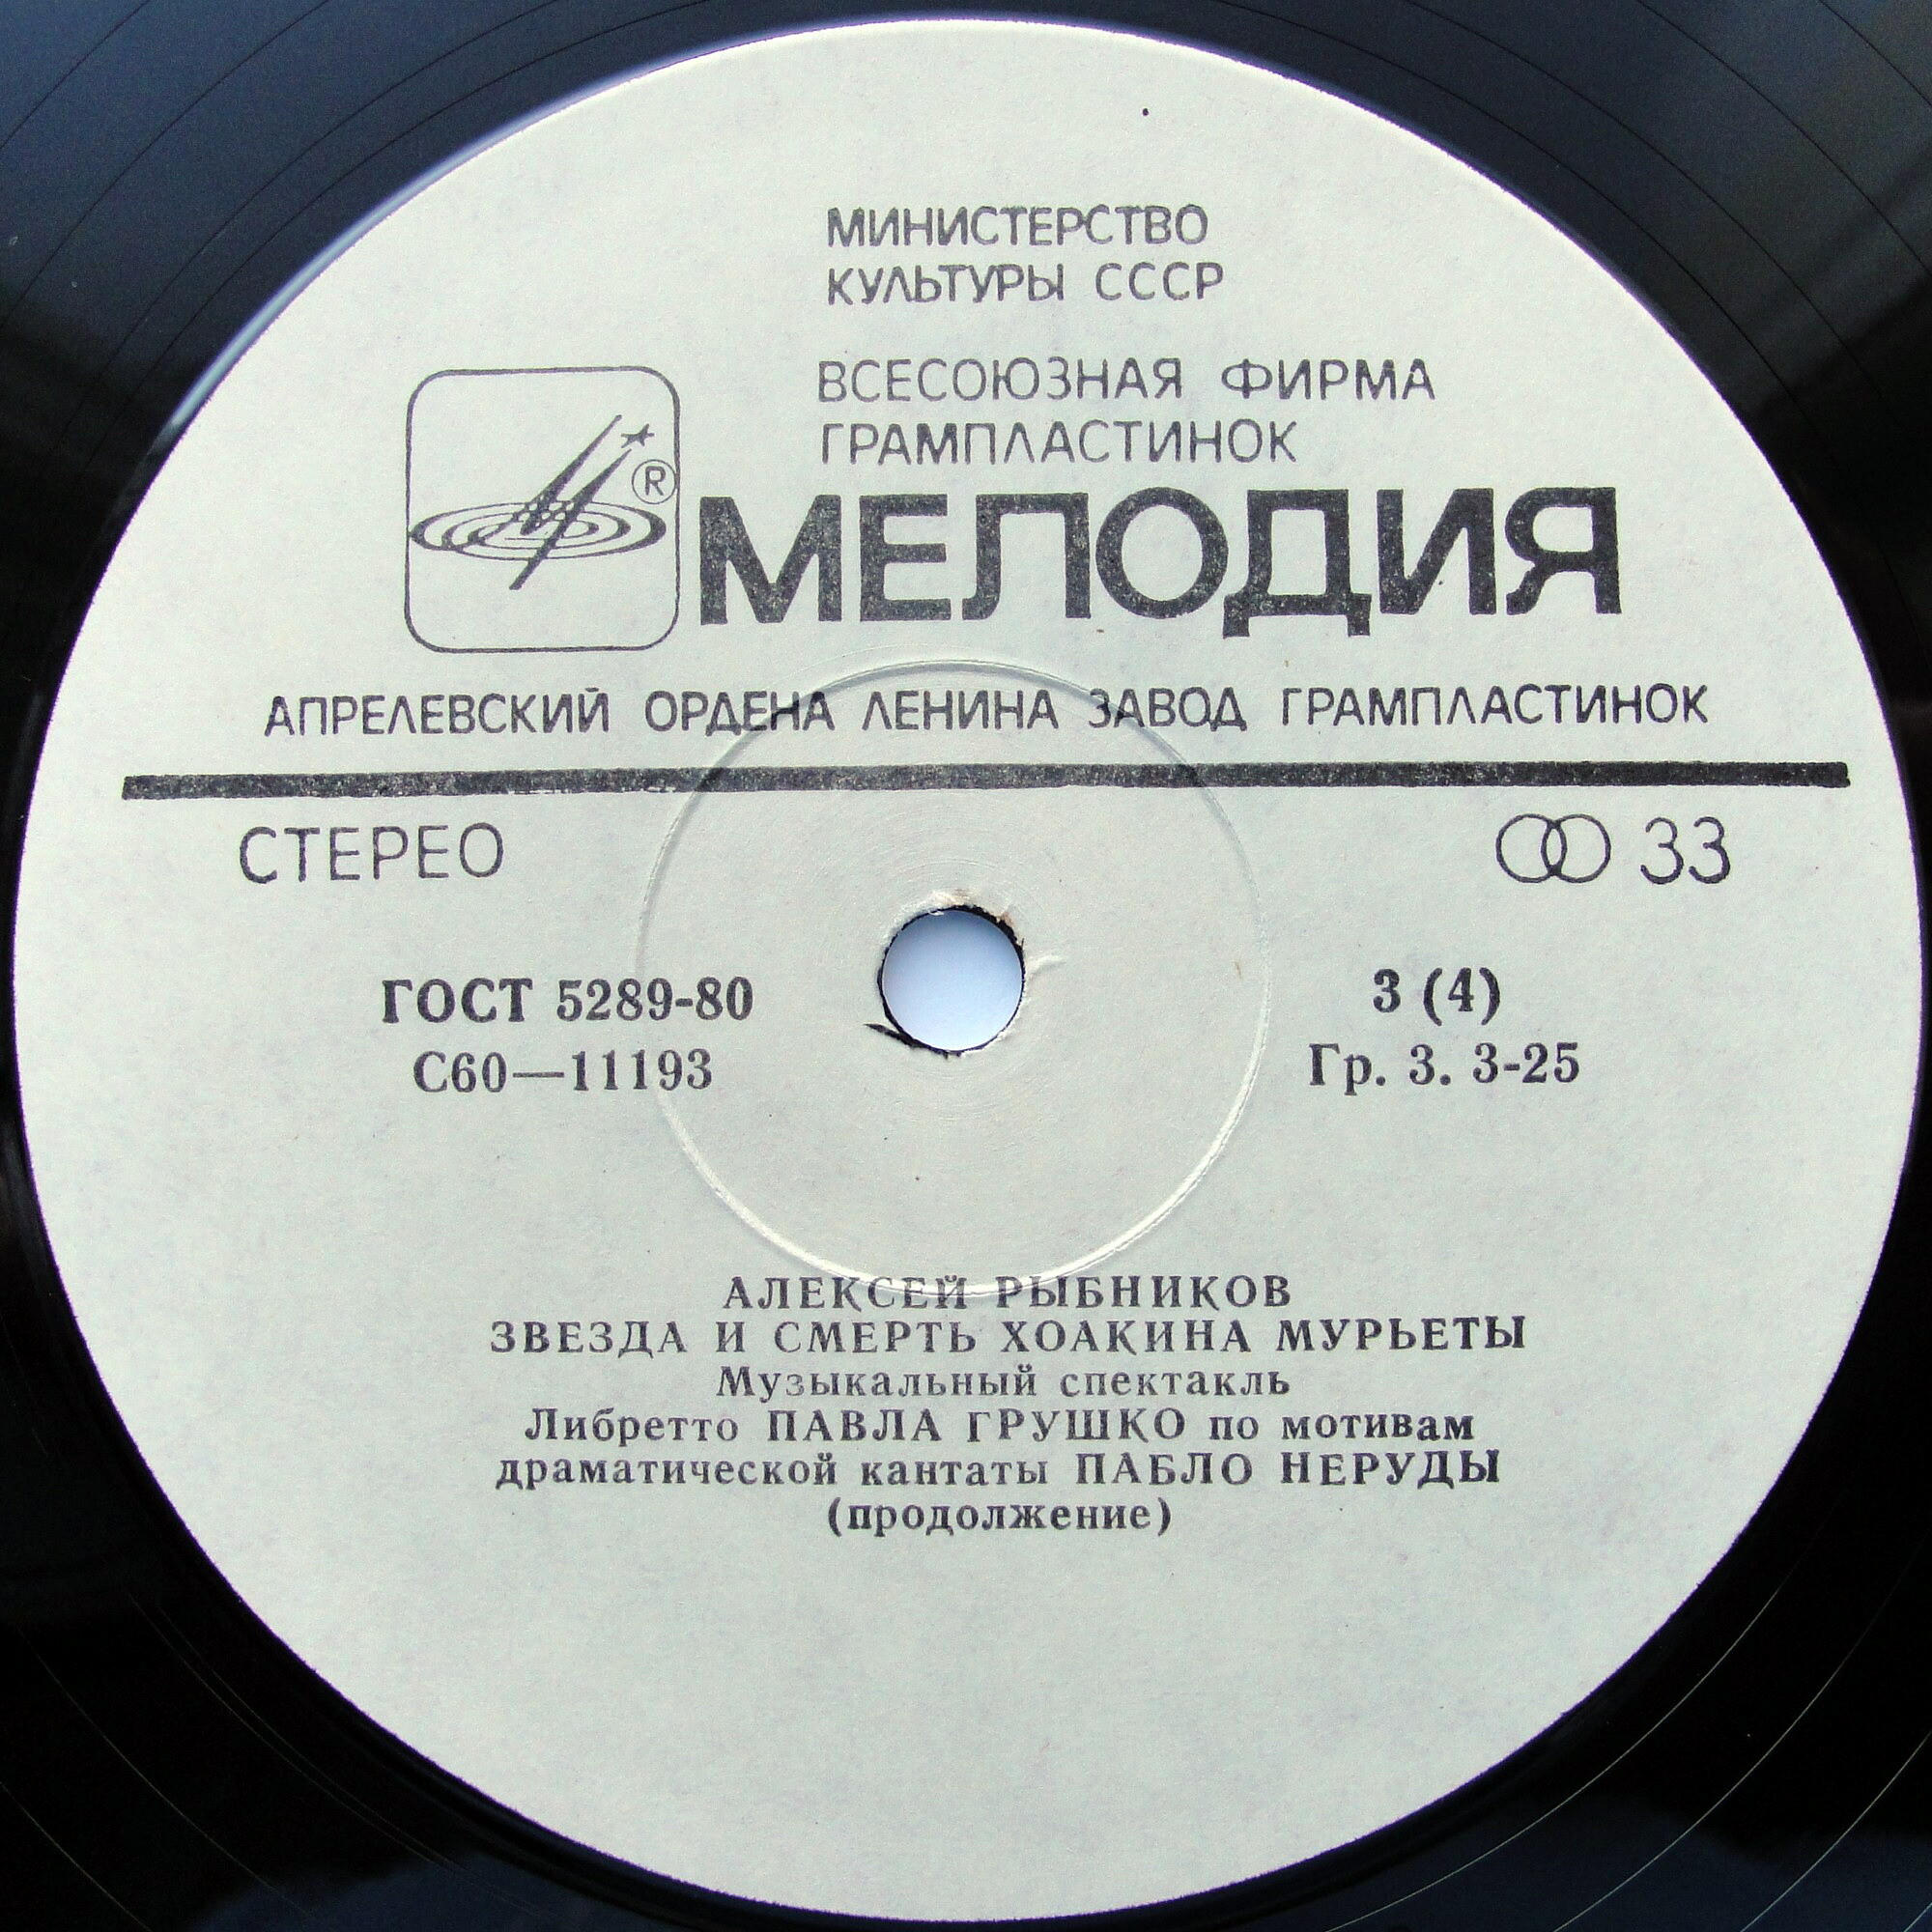 МИНИСТЕРСТВО
КУЛЬТУРЫ СССР
ВСЕСОЮЗНАЯ ФИРМА
ГРАМПЛАСТИНОК
®
МЕЛОДИЯ
АПРЕЛЕВСКИЙ ОРДЕНА ЛЕНИНА ЗАВОД ГРАМПЛАСТИНОК
СТЕРЕО 33
ГОСТ 5289-80 3 (4)
С60—11193 Гр. 3. 3-25
АЛЕКСЕЙ РЫБНИКОВ
ЗВЕЗДА И СМЕРТЬ ХОАКИНА МУРЬЕТЫ
Музыкальный спектакль
Либретто ПАВЛА ГРУШКО по мотивам
драматической кантаты ПАБЛО НЕРУДЫ
(продолжение)